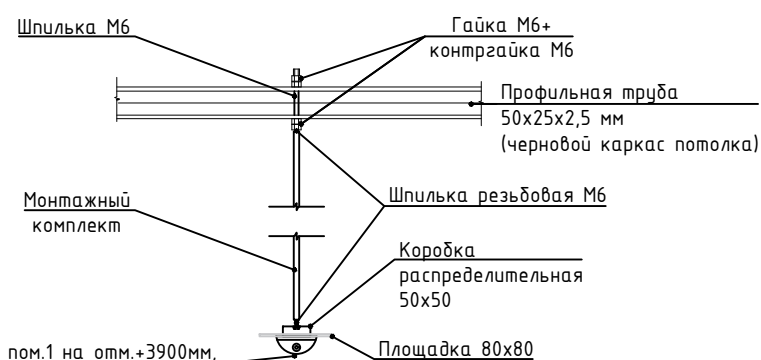 Шпилька М6
Гайка М6+
контргайка М6
Профильная труба
50х25х2,5 мм
(черновой каркас потолка)
Монтажный
комплект
Шпилька резьбовая М6
Коробка
распределительная
50х50
пом.1 на отм.+3900мм,
Площадка 80х80